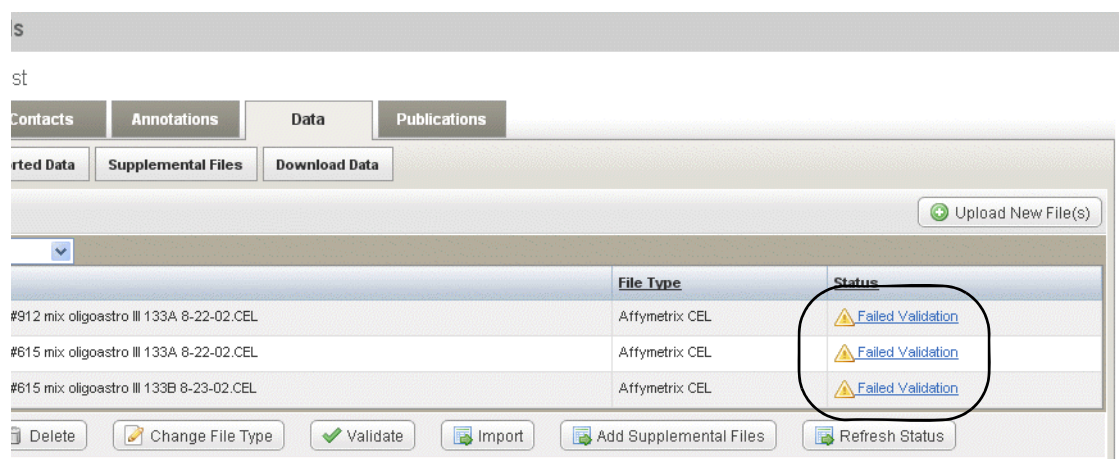 ls
st
Contacts Annotations Data Publications
rted Data Supplemental Files Download Data
Upload New File(s)
File Type Status
#912 mix oligoastro III 133A 8-22-02.CEL Affymetrix CEL Failed Validation
#615 mix oligoastro III 133A 8-22-02.CEL Affymetrix CEL Failed Validation
#615 mix oligoastro III 133B 8-23-02.CEL Affymetrix CEL Failed Validation
Delete Change File Type Validate Import Add Supplemental Files Refresh Status